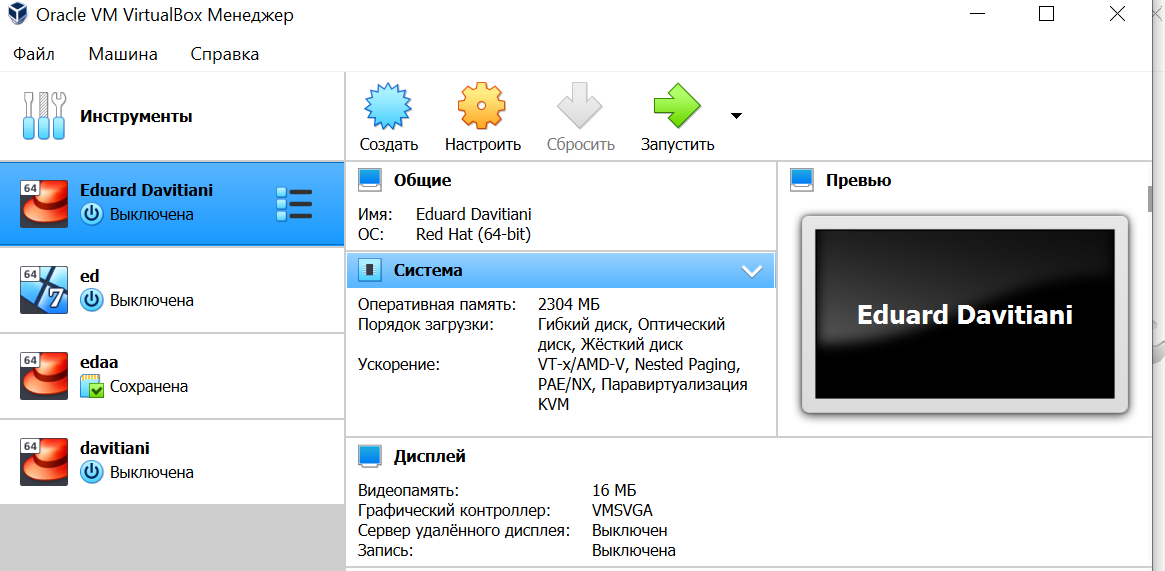 Oracle VM VirtualBox Менеджер
Файл Машина Справка
Инструменты
Создать Настроить Сбросить Запустить
64
Eduard Davitiani
Выключена
64
7
ed
Выключена
64
edaa
Сохранена
64
davitiani
Выключена
Общие
Имя: Eduard Davitiani
ОС: Red Hat (64-bit)
Система
Оперативная память: 2304 МБ
Порядок загрузки: Гибкий диск, Оптический
диск, Жёсткий диск
Ускорение: VT-x/AMD-V, Nested Paging,
PAE/NX, Паравиртуализация
KVM
Превью
Eduard Davitiani
Дисплей
Видеопамять: 16 МБ
Графический контроллер: VMSVGA
Сервер удалённого дисплея: Выключен
Запись: Выключена